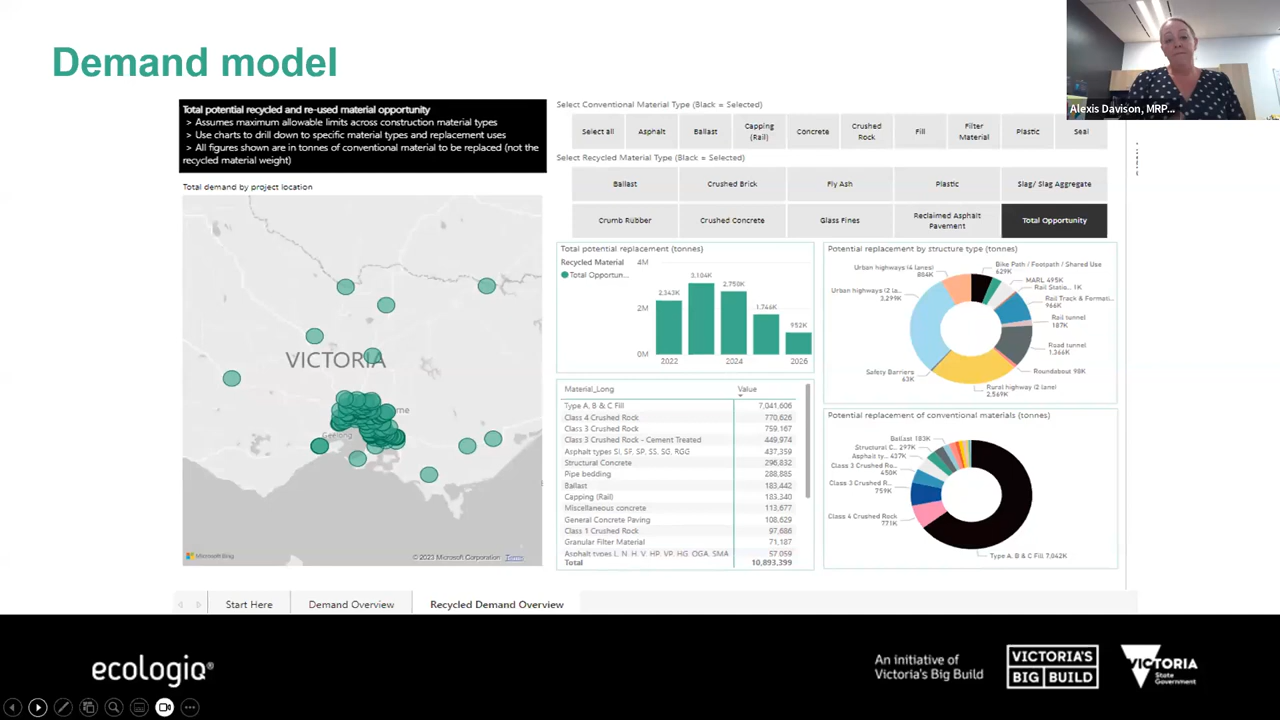 Demand model
Alexis Davison, MRP...
Total potential recycled and re-used material opportunity
> Assumes maximum allowable limits across construction material types
> Use charts to drill down to specific material types and replacement uses
> All figures shown are in tonnes of conventional material to be replaced (not the
recycled material weight)
Total demand by project location
VICTORIA
Geelong
Microsoft Bing
© 2023 Microsoft Corporation Terms
Select Conventional Material Type (Black = Selected)
Select all
Asphalt
Ballast
Capping
(Rail)
Concrete
Crushed
Rock
Fill
Filter
Material
Plastic
Seal
Select Recycled Material Type (Black = Selected)
Ballast
Crushed Brick
Fly Ash
Plastic
Slag/ Slag Aggregate
Crumb Rubber
Crushed Concrete
Glass Fines
Reclaimed Asphalt
Pavement
Total Opportunity
Total potential replacement (tonnes)
Recycled Material
Total Opportun...
4M
2M
0M
2,343K
3,104K
2,750K
1,746K
952K
2022
2024
2026
Material_Long Value
Type A, B & C Fill 7,041,606
Class 4 Crushed Rock 770,626
Class 3 Crushed Rock 759,167
Class 3 Crushed Rock - Cement Treated 449,974
Asphalt types SI, SF, SP, SS, SG, RGG 437,359
Structural Concrete 296,832
Pipe bedding 288,885
Ballast 183,442
Capping (Rail) 183,340
Miscellaneous concrete 113,677
General Concrete Paving 108,629
Class 1 Crushed Rock 97,686
Granular Filter Material 71,187
Asphalt types L, N, H, V, HP, VP, HG, OGA, SMA 57,059
Total 10,893,399
Potential replacement by structure type (tonnes)
Urban highways (4 lanes)
884K
Urban highways (2 la...
3,299K
Safety Barriers
63K
Bike Path / Footpath / Shared Use
629K
MARL 495K
Rail Statio... 1K
Rail Track & Formati...
966K
Rail tunnel
187K
Road tunnel
1,366K
Roundabout 98K
Rural highway (2 lane)
2,569K
Potential replacement of conventional materials (tonnes)
Ballast 183K
Structural C... 297K
Asphalt ty... 437K
Class 3 Crushed Ro...
450K
Class 3 Crushed R...
759K
Class 4 Crushed Rock
771K
Type A, B & C Fill 7,042K
Start Here
Demand Overview
Recycled Demand Overview
ecologiq®
An initiative of
Victoria's Big Build
VICTORIA'S
BIG BUILD
VICTORIA
State
Government